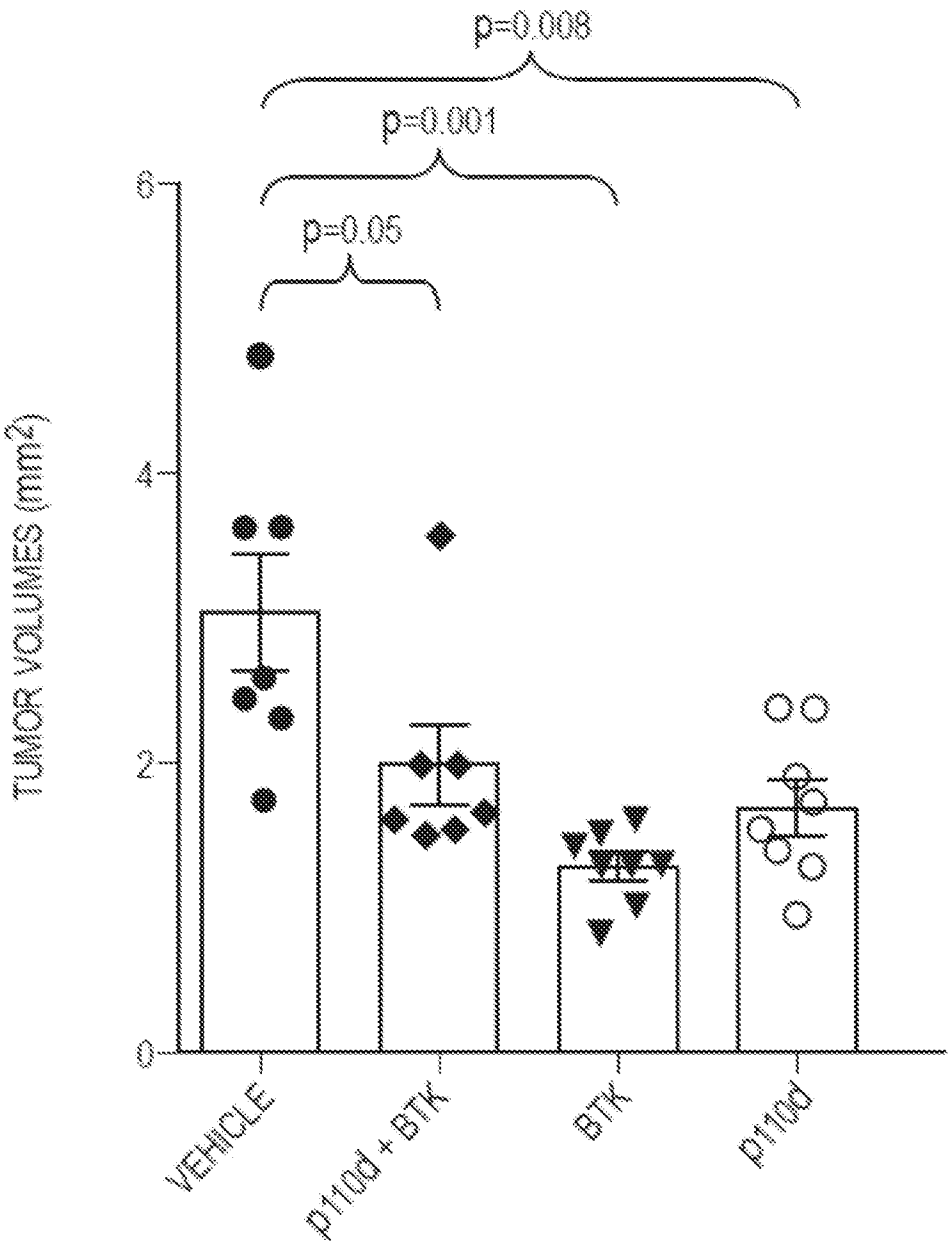 p=0.008
p=0.001
p=0.05
6
4
2
0
TUMOR VOLUMES (mm²)
VEHICLE
p110d + BTK
BTK
p110d